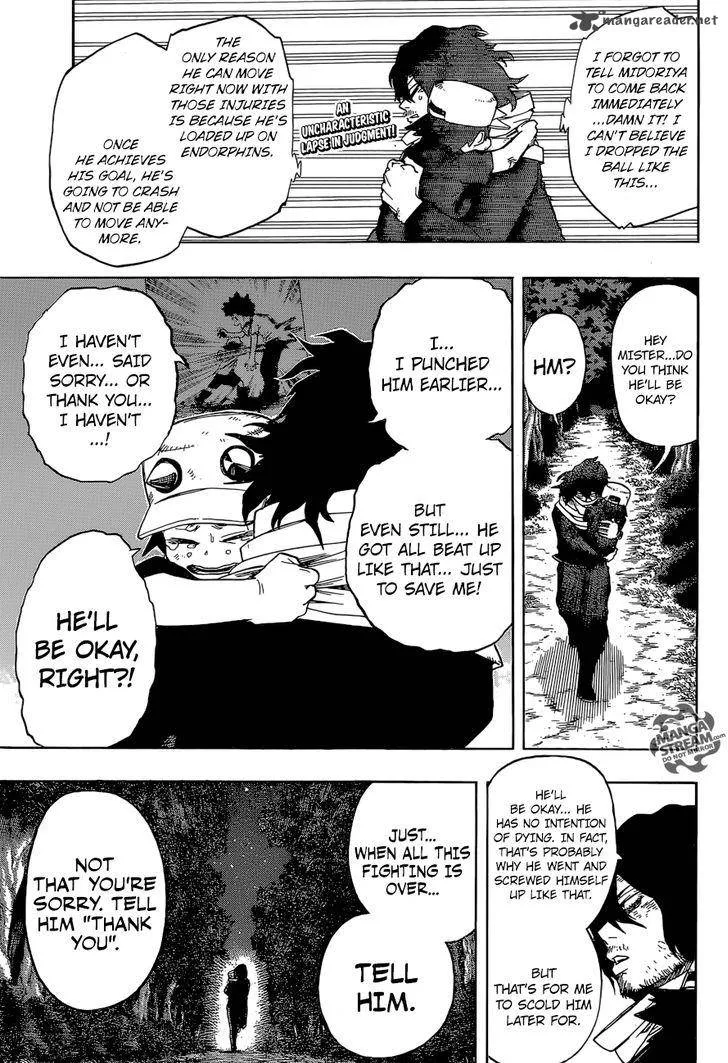 mangareader.net
I FORGOT TO
TELL MIDORIYA
TO COME BACK
IMMEDIATELY
...DAMN IT! I
CAN'T BELIEVE
I DROPPED THE
BALL LIKE
THIS...
AN
UNCHARACTERISTIC
LAPSE IN JUDGMENT!
THE
ONLY REASON
HE CAN MOVE
RIGHT NOW WITH
THOSE INJURIES
IS BECAUSE HE'S
LOADED UP ON
ENDORPHINS.
ONCE
HE ACHIEVES
HIS GOAL, HE'S
GOING TO CRASH
AND NOT BE ABLE
TO MOVE ANY-
MORE.
HEY
MISTER...DO
YOU THINK
HE'LL BE
OKAY?
HM?
I...
I PUNCHED
HIM EARLIER...
BUT
EVEN STILL... HE
GOT ALL BEAT UP
LIKE THAT... JUST
TO SAVE ME!
I HAVEN'T
EVEN... SAID
SORRY... OR
THANK YOU...
I HAVEN'T
...!
HE'LL
BE OKAY,
RIGHT?!
MANGA
STREAM.com
DO NOT MIRROR
HE'LL
BE OKAY... HE
HAS NO INTENTION
OF DYING. IN FACT,
THAT'S PROBABLY
WHY HE WENT AND
SCREWED HIMSELF
UP LIKE THAT.
BUT
THAT'S FOR ME
TO SCOLD HIM
LATER FOR.
JUST...
WHEN ALL THIS
FIGHTING IS
OVER...
TELL
HIM.
NOT
THAT YOU'RE
SORRY. TELL
HIM "THANK
YOU".